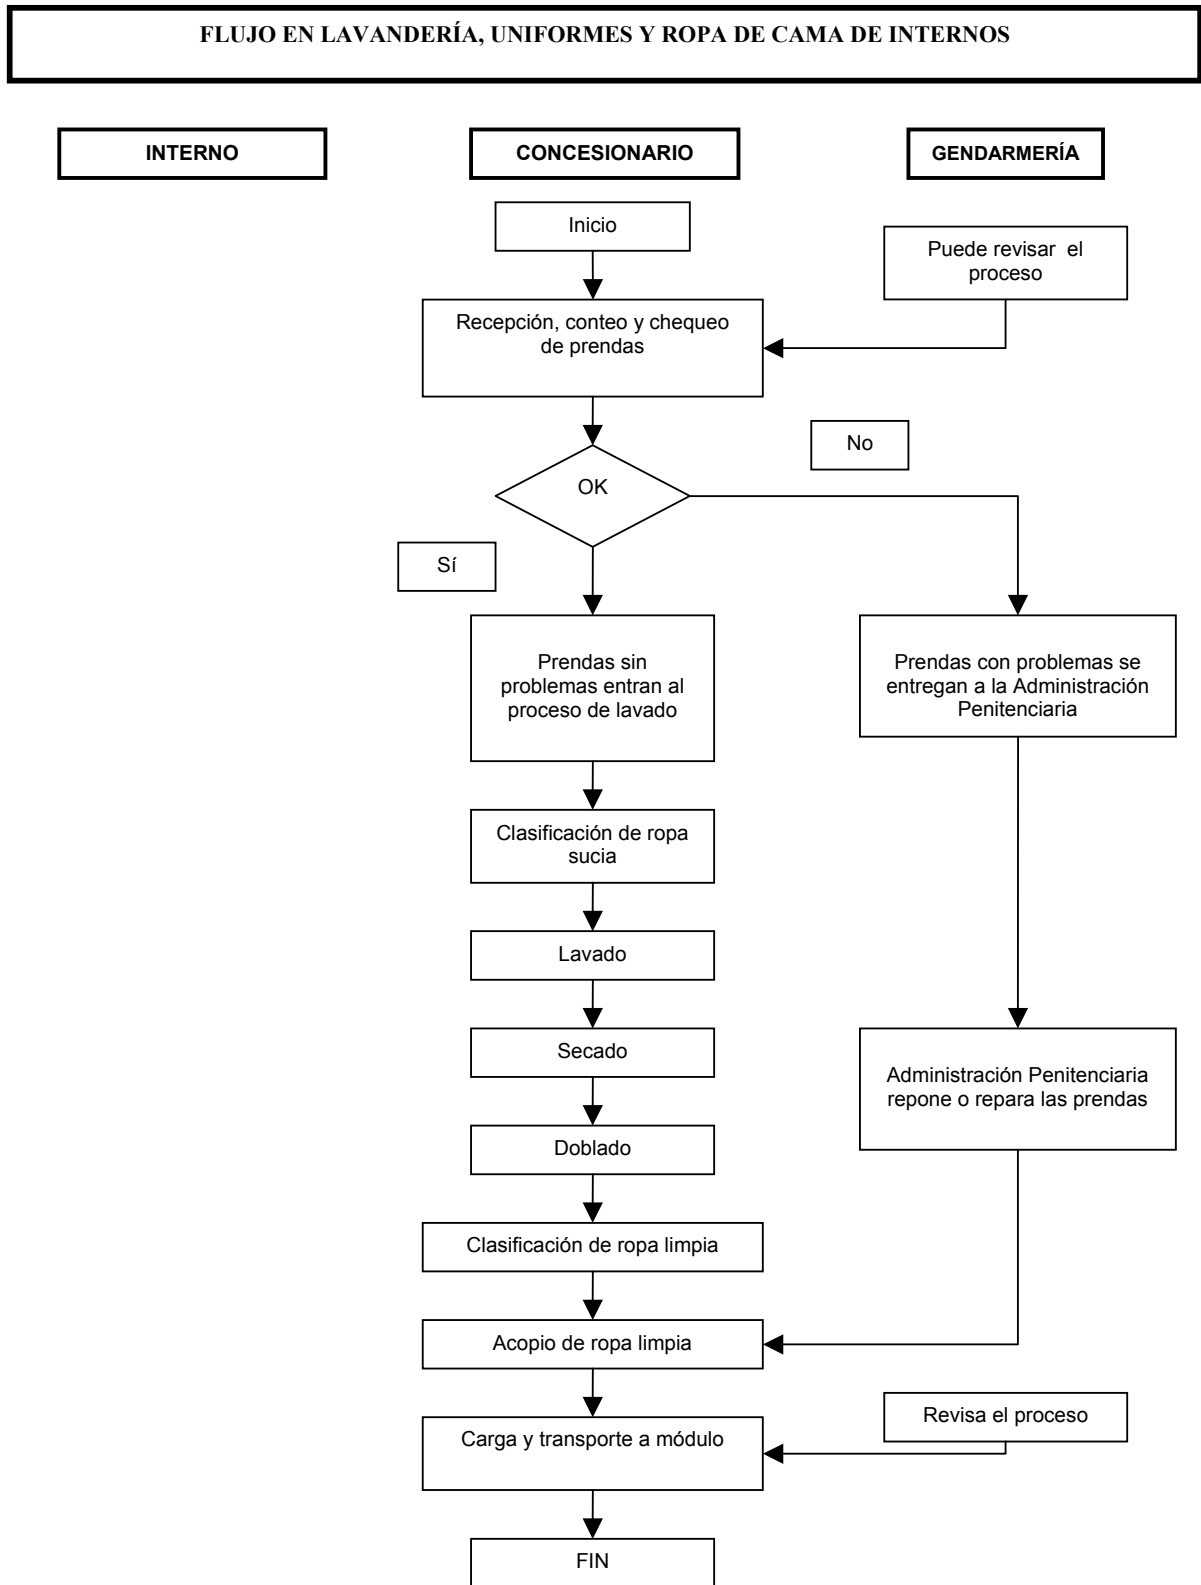 FLUJO EN LAVANDERÍA, UNIFORMES Y ROPA DE CAMA DE INTERNOS
INTERNO
CONCESIONARIO
GENDARMERÍA
Inicio
Puede revisar el
proceso
Recepción, conteo y chequeo
de prendas
No
OK
Sí
Prendas sin
problemas entran al
proceso de lavado
Prendas con problemas se
entregan a la Administración
Penitenciaria
Clasificación de ropa
sucia
Lavado
Secado
Administración Penitenciaria
repone o repara las prendas
Doblado
Clasificación de ropa limpia
Acopio de ropa limpia
Revisa el proceso
Carga y transporte a módulo
FIN